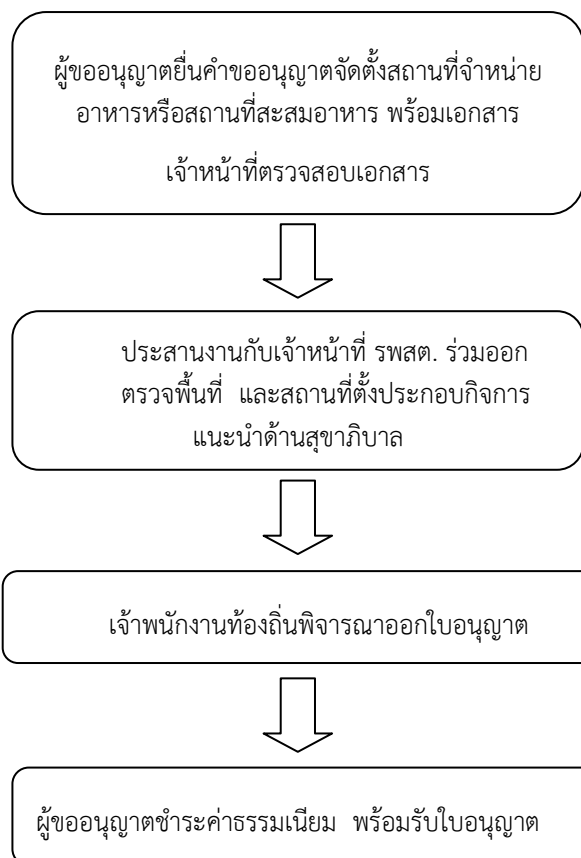 ผู้ขออนุญาตยื่นคำขออนุญาตจัดตั้งสถานที่จำหน่าย
อาหารหรือสถานที่สะสมอาหาร พร้อมเอกสาร
เจ้าหน้าที่ตรวจสอบเอกสาร
ประสานงานกับเจ้าหน้าที่ รพสต. ร่วมออก
ตรวจพื้นที่ และสถานที่ตั้งประกอบกิจการ
แนะนำด้านสุขาภิบาล
เจ้าพนักงานท้องถิ่นพิจารณาออกใบอนุญาต
ผู้ขออนุญาตชำระค่าธรรมเนียม พร้อมรับใบอนุญาต